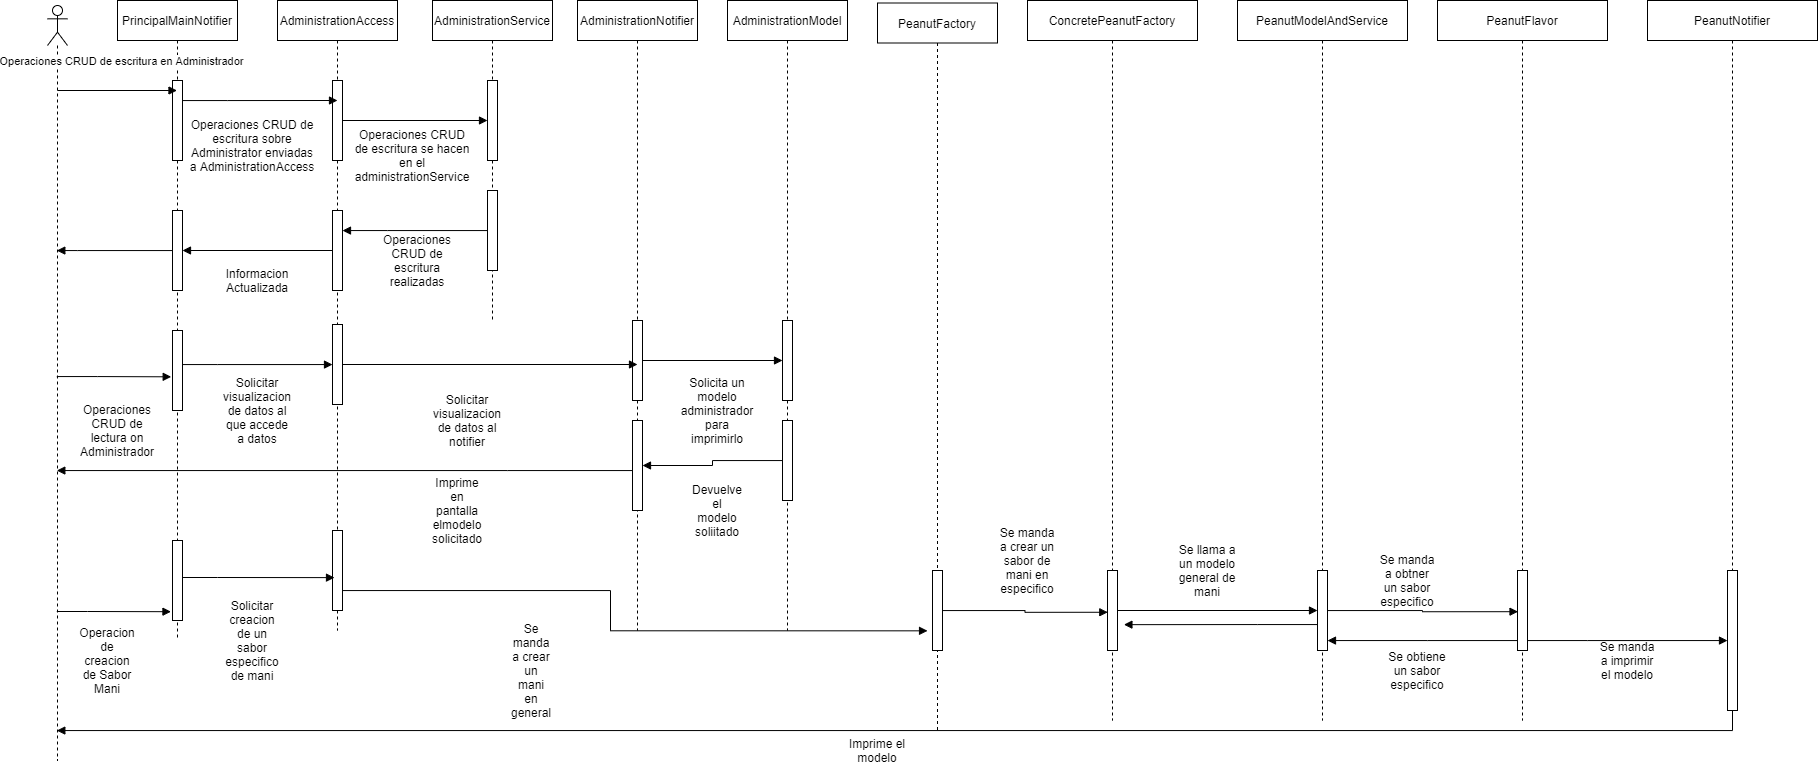 PrincipalMainNotifier
AdministrationAccess
AdministrationService
AdministrationNotifier
AdministrationModel
PeanutFactory
ConcretePeanutFactory
PeanutModelAndService
PeanutFlavor
PeanutNotifier
Operaciones CRUD de escritura en Administrador
Operaciones CRUD de
escritura sobre
Administrator enviadas
a AdministrationAccess
Operaciones CRUD
de escritura se hacen
en el
administrationService
Operaciones
CRUD de
escritura
realizadas
Informacion
Actualizada
Operaciones
CRUD de
lectura on
Administrador
Solicitar
visualizacion
de datos al
que accede
a datos
Solicitar
visualizacion
de datos al
notifier
Solicita un
modelo
administrador
para
imprimirlo
Imprime
en
pantalla
elmodelo
solicitado
Devuelve
el
modelo
soliitado
Operacion
de
creacion
de Sabor
Mani
Solicitar
creacion
de un
sabor
especifico
de mani
Se
manda
a crear
un
mani
en
general
Se manda
a crear un
sabor de
mani en
especifico
Se llama a
un modelo
general de
mani
Se manda
a obtner
un sabor
especifico
Se obtiene
un sabor
especifico
Se manda
a imprimir
el modelo
Imprime el
modelo